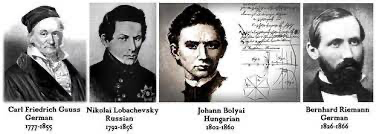 Carl Friedrich Gauss
German
1777-1855
Nikolai Lobachevsky
Russian
1792-1856
Johann Bolyai
Hungarian
1802-1860
Bernhard Riemann
German
1826-1866